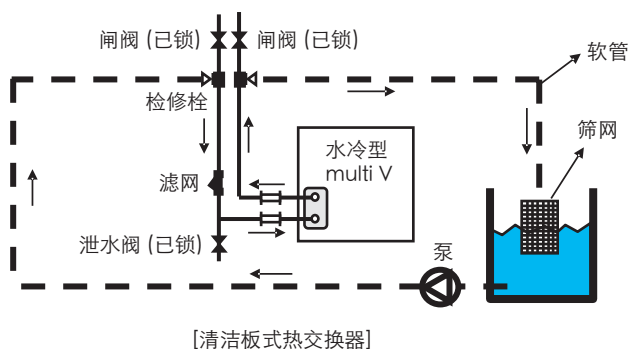 闸阀 (已锁)
闸阀 (已锁)
软管
检修栓
筛网
水冷型
multi V
滤网
泄水阀 (已锁)
泵
[清洁板式热交换器]